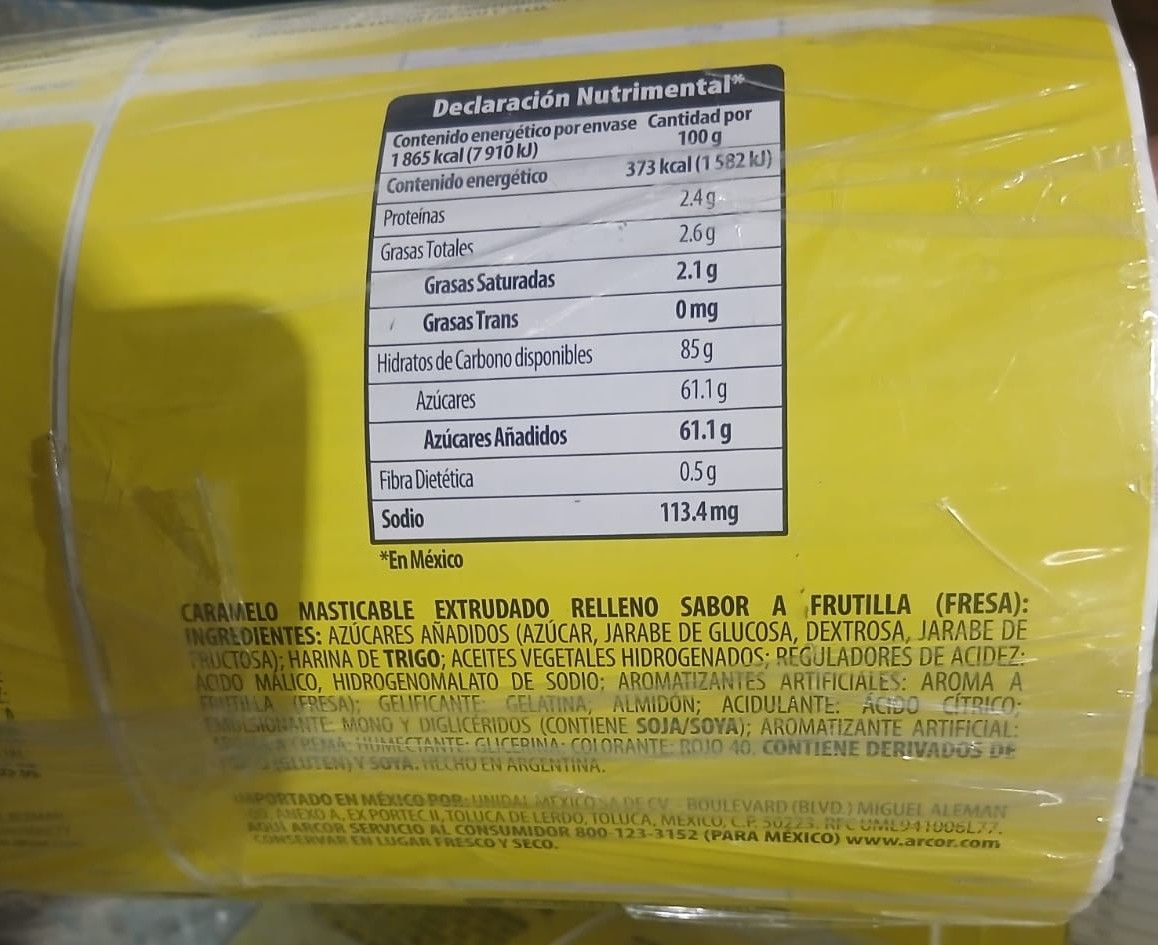 Declaración Nutrimental*
Contenido energético por envase Cantidad por
1 865 kcal (7 910 kJ) 100 g
Contenido energético 373 kcal (1 582 kJ)
Proteínas 2.4 g
Grasas Totales 2.6 g
Grasas Saturadas 2.1 g
Grasas Trans 0 mg
Hidratos de Carbono disponibles 85 g
Azúcares 61.1 g
Azúcares Añadidos 61.1 g
Fibra Dietética 0.5 g
Sodio 113.4 mg
*En México
CARAMELO MASTICABLE EXTRUDADO RELLENO SABOR A FRUTILLA (FRESA):
INGREDIENTES: AZÚCARES AÑADIDOS (AZÚCAR, JARABE DE GLUCOSA, DEXTROSA, JARABE DE
FRUCTOSA); HARINA DE TRIGO; ACEITES VEGETALES HIDROGENADOS; REGULADORES DE ACIDEZ:
ÁCIDO MÁLICO, HIDROGENOMALATO DE SODIO; AROMATIZANTES ARTIFICIALES: AROMA A
FRUTILLA (FRESA); GELIFICANTE: GELATINA; ALMIDÓN; ACIDULANTE: ÁCIDO CÍTRICO;
EMULSIONANTE: MONO Y DIGLICÉRIDOS (CONTIENE SOJA/SOYA); AROMATIZANTE ARTIFICIAL:
CREMA; HUMECTANTE: GLICERINA; COLORANTE: ROJO 40. CONTIENE DERIVADOS DE
(GLUTEN) Y SOYA. HECHO EN ARGENTINA.
IMPORTADO EN MÉXICO POR: UNIDAL MÉXICO SA DE CV - BOULEVARD (BLVD.) MIGUEL ALEMAN
ANEXO A, EX PORTEC II, TOLUCA DE LERDO, TOLUCA, MÉXICO, C.P. 50223. RFC UME941006L77.
AQUÍ ARCOR SERVICIO AL CONSUMIDOR 800-123-3152 (PARA MÉXICO) www.arcor.com
CONSERVAR EN LUGAR FRESCO Y SECO.